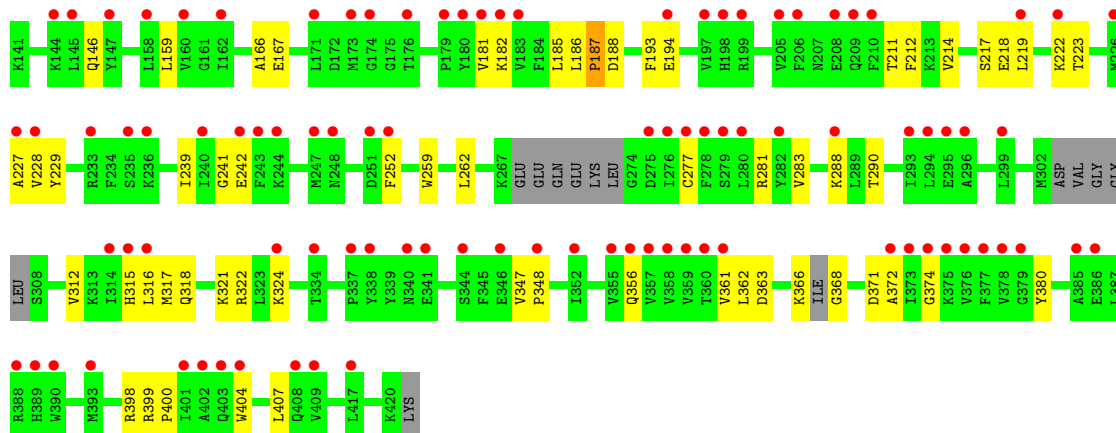 K141 K144 L145 Q146 Y147 L158 L159 V160 G161 I162 A166 E167 L171 D172 M173 G174 G175 T176 P179 Y180 V181 K182 V183 F184 L185 L186 P187 D188 F193 E194 V197 H198 R199 V205 F206 N207 E208 Q209 F210 T211 F212 K213 V214 S217 E218 L219 K222 T223 M226
A227 V228 Y229 R233 F234 S235 K236 I239 I240 G241 E242 F243 K244 M247 N248 D251 F252 W259 L262 K267 GLU GLU GLN GLU LYS LEU G274 D275 I276 C277 F278 S279 L280 R281 Y282 V283 K288 L289 T290 I293 L294 E295 A296 L299 M302 ASP VAL GLY GLY
LEU S308 V312 K313 I314 H315 L316 M317 Q318 K321 R322 L323 K324 T334 P337 Y338 Y339 N340 E341 S344 F345 E346 V347 P348 I352 V355 Q356 V357 V358 V359 T360 V361 L362 D363 K366 ILE G368 D371 A372 I373 G374 K375 V376 F377 V378 G379 Y380 A385 E386 L387
R388 H389 W390 M393 R398 R399 P400 I401 A402 Q403 W404 L407 Q408 V409 L417 K420 LYS